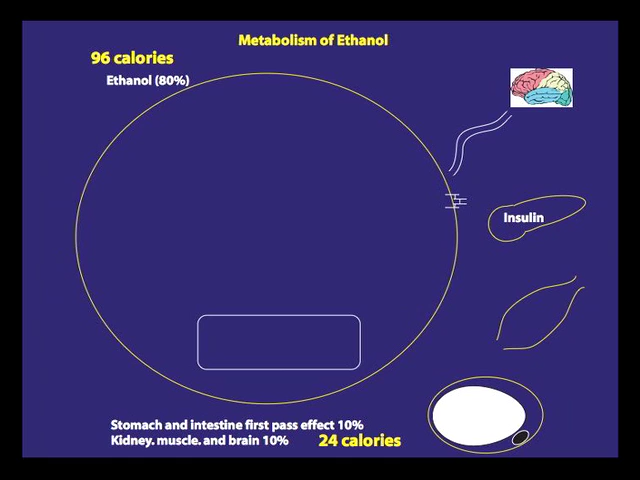 Metabolism of Ethanol
96 calories
Ethanol (80%)
Insulin
Stomach and intestine first pass effect 10%
Kidney. muscle. and brain 10% 24 calories